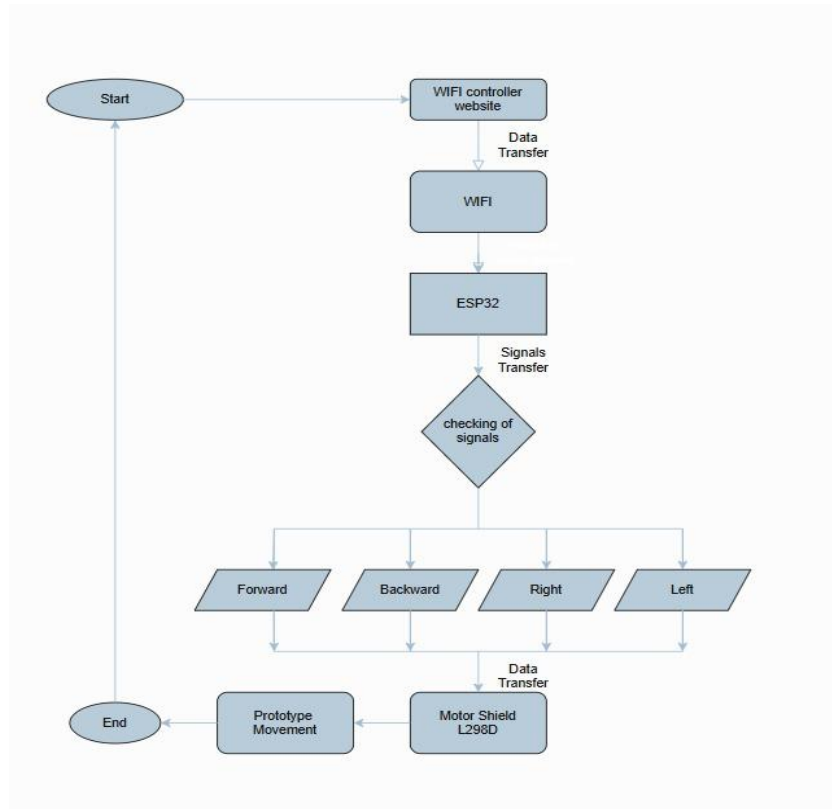 Start
WIFI controller
website
Data
Transfer
WIFI
ESP32
Signals
Transfer
checking of
signals
Forward
Backward
Right
Left
Data
Transfer
End
Prototype
Movement
Motor Shield
L298D